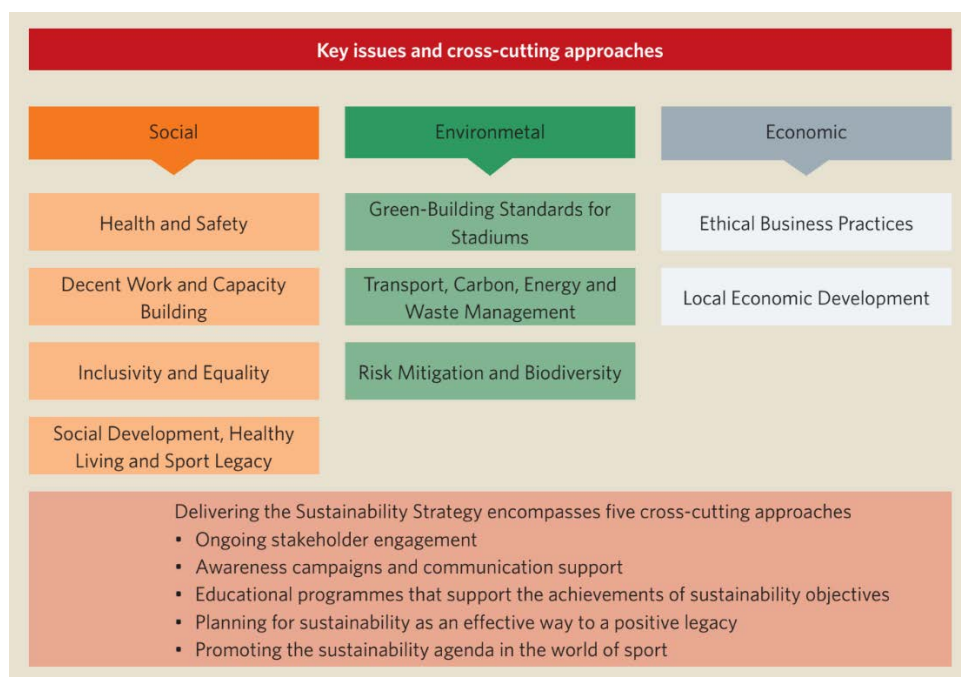 Key issues and cross-cutting approaches
Social
Environmetal
Economic
Health and Safety
Green-Building Standards for
Stadiums
Ethical Business Practices
Decent Work and Capacity
Building
Transport, Carbon, Energy and
Waste Management
Local Economic Development
Inclusivity and Equality
Risk Mitigation and Biodiversity
Social Development, Healthy
Living and Sport Legacy
Delivering the Sustainability Strategy encompasses five cross-cutting approaches
• Ongoing stakeholder engagement
• Awareness campaigns and communication support
• Educational programmes that support the achievements of sustainability objectives
• Planning for sustainability as an effective way to a positive legacy
• Promoting the sustainability agenda in the world of sport